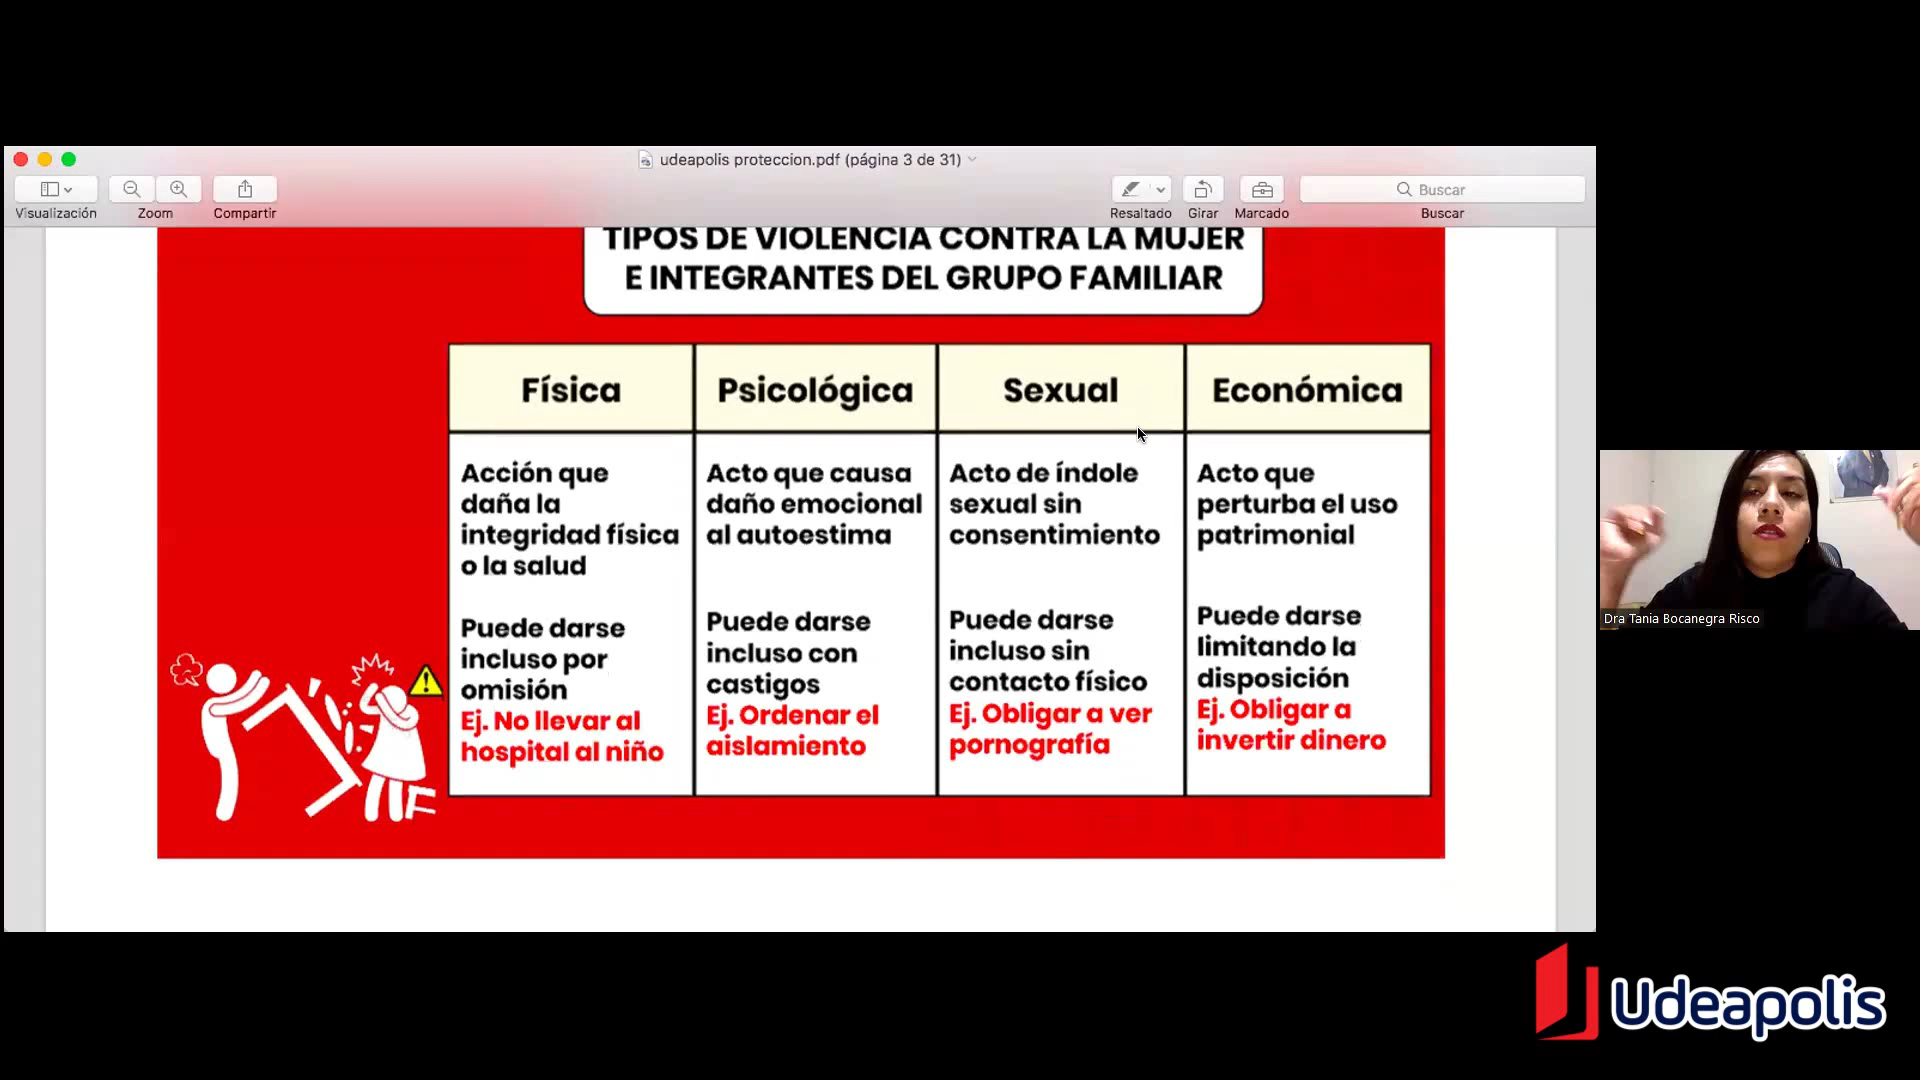 udeapolis proteccion.pdf (página 3 de 31)
Visualización
Zoom
Compartir
Resaltado
Girar
Marcado
Buscar
Buscar
TIPOS DE VIOLENCIA CONTRA LA MUJER
E INTEGRANTES DEL GRUPO FAMILIAR
Física
Acción que
daña la
integridad física
o la salud
Puede darse
incluso por
omisión
Ej. No llevar al
hospital al niño
Psicológica
Acto que causa
daño emocional
al autoestima
Puede darse
incluso con
castigos
Ej. Ordenar el
aislamiento
Sexual
Acto de índole
sexual sin
consentimiento
Puede darse
incluso sin
contacto físico
Ej. Obligar a ver
pornografía
Económica
Acto que
perturba el uso
patrimonial
Puede darse
limitando la
disposición
Ej. Obligar a
invertir dinero
Dra Tania Bocanegra Risco
Udeapolis